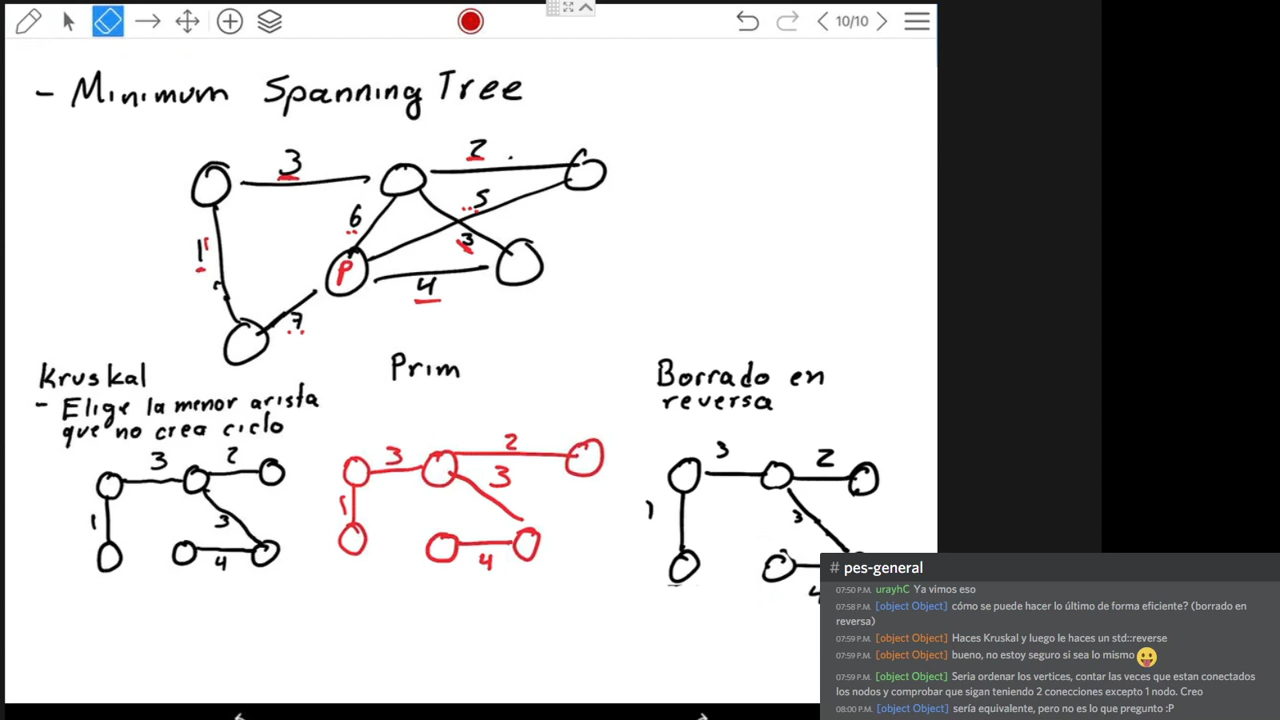 10/10
- Minimum Spanning Tree
3
2
6
5
3
1
P
4
7
Kruskal
- Elige la menor arista
que no crea ciclo
3
2
1
3
4
Prim
3
2
3
1
4
Borrado en
reversa
3
2
1
3
# pes-general
07:50 P.M. urayhC Ya vimos eso
07:58 P.M. [object Object] cómo se puede hacer lo último de forma eficiente? (borrado en
reversa)
07:59 P.M. [object Object] Haces Kruskal y luego le haces un std::reverse
07:59 P.M. [object Object] bueno, no estoy seguro si sea lo mismo 😛
07:59 P.M. [object Object] Seria ordenar los vertices, contar las veces que estan conectados
los nodos y comprobar que sigan teniendo 2 conecciones excepto 1 nodo. Creo
08:00 P.M. [object Object] sería equivalente, pero no es lo que pregunto :P